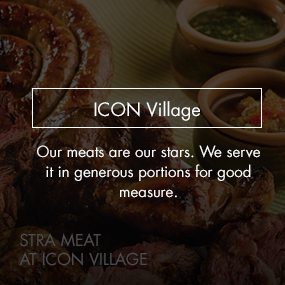 ICON Village
Our meats are our stars. We serve
it in generous portions for good
measure.
STRA MEAT
AT ICON VILLAGE